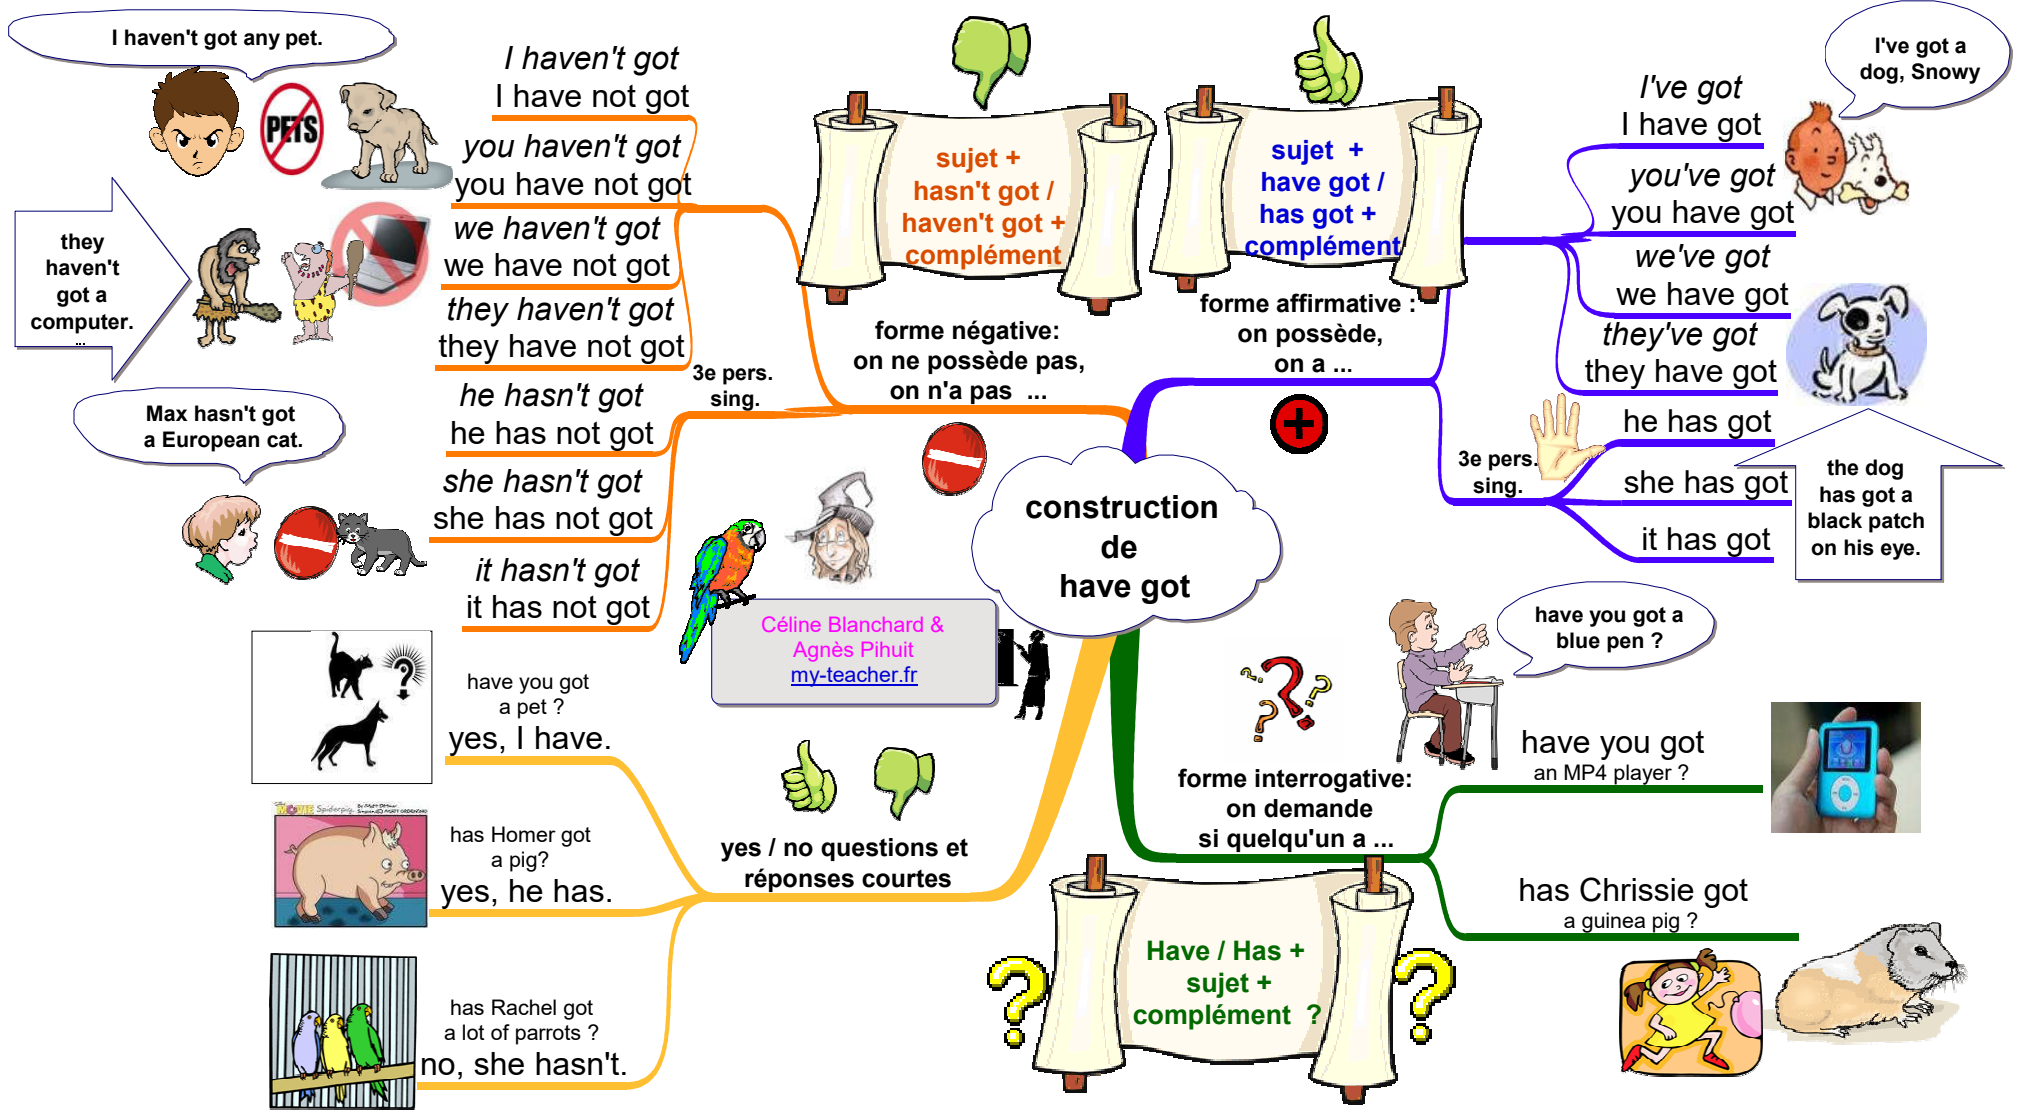 I haven't got any pet.
I haven't got
I have not got
you haven't got
you have not got
we haven't got
we have not got
they haven't got
they have not got
PETS
they
haven't
got a
computer.
...
3e pers.
sing.
he hasn't got
he has not got
she hasn't got
she has not got
it hasn't got
it has not got
Max hasn't got
a European cat.
sujet +
hasn't got /
haven't got +
complément
forme négative:
on ne possède pas,
on n'a pas ...
sujet +
have got /
has got +
complément
forme affirmative :
on possède,
on a ...
I've got a
dog, Snowy
I've got
I have got
you've got
you have got
we've got
we have got
they've got
they have got
3e pers.
sing.
he has got
she has got
it has got
the dog
has got a
black patch
on his eye.
construction
de
have got
Céline Blanchard &
Agnès Pihuit
my-teacher.fr
have you got
a pet ?
yes, I have.
has Homer got
a pig?
yes, he has.
has Rachel got
a lot of parrots ?
no, she hasn't.
yes / no questions et
réponses courtes
forme interrogative:
on demande
si quelqu'un a ...
have you got a
blue pen ?
have you got
an MP4 player ?
has Chrissie got
a guinea pig ?
Have / Has +
sujet +
complément ?